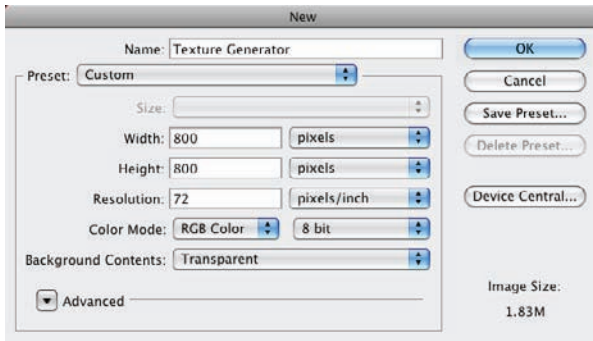 New
Name: Texture Generator
OK
Preset: Custom
Cancel
Size:
Save Preset...
Width: 800 pixels
Delete Preset...
Height: 800 pixels
Resolution: 72 pixels/inch
Device Central...
Color Mode: RGB Color 8 bit
Background Contents: Transparent
Advanced
Image Size:
1.83M